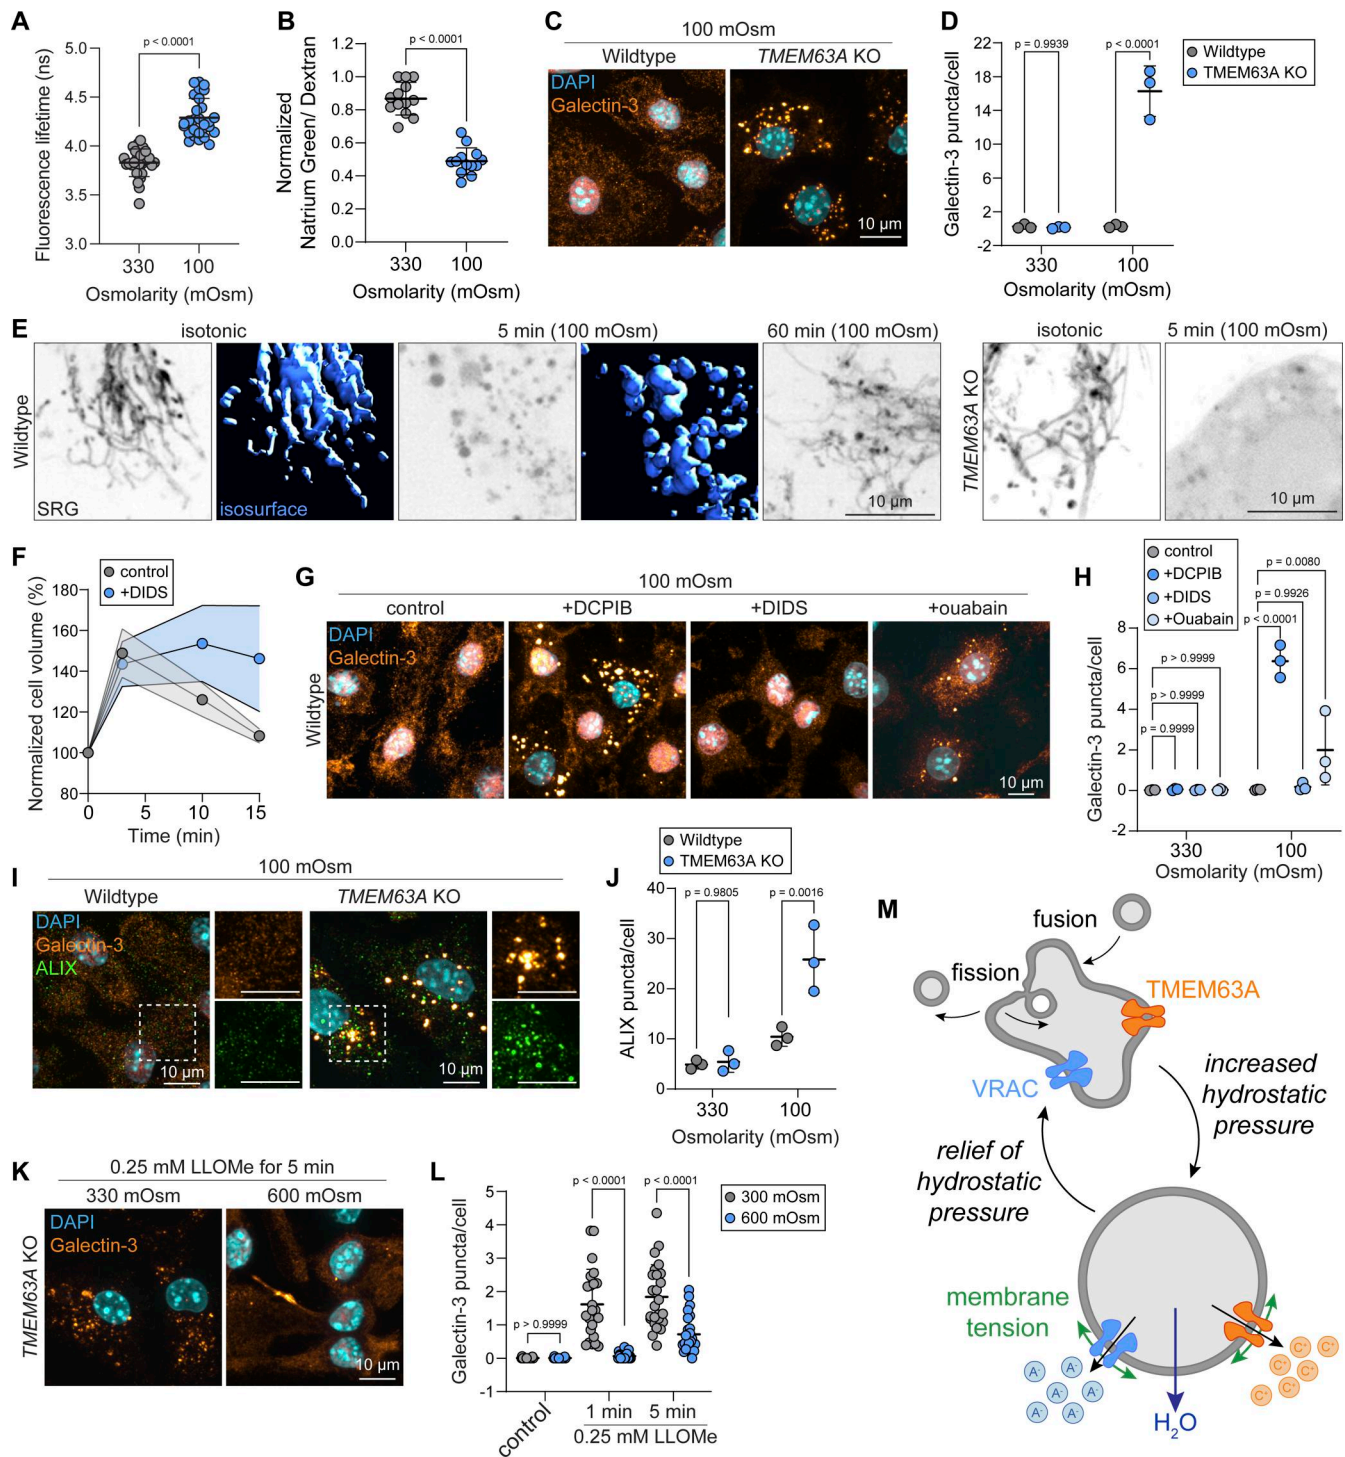 A
p < 0.0001
Fluorescence lifetime (ns)
5.0
4.5
4.0
3.5
3.0
330
100
Osmolarity (mOsm)
B
p < 0.0001
Normalized
Natrium Green/ Dextran
1.2
1.0
0.8
0.6
0.4
0.2
0.0
330
100
Osmolarity (mOsm)
C
100 mOsm
Wildtype
TMEM63A KO
DAPI
Galectin-3
10 µm
D
p = 0.9939
p < 0.0001
Wildtype
TMEM63A KO
Galectin-3 puncta/cell
22
18
14
10
6
2
-2
330
100
Osmolarity (mOsm)
E
isotonic
5 min (100 mOsm)
60 min (100 mOsm)
isotonic
5 min (100 mOsm)
Wildtype
SRG
isosurface
10 µm
TMEM63A KO
10 µm
F
control
+DIDS
Normalized cell volume (%)
180
160
140
120
100
80
0
5
10
15
Time (min)
G
100 mOsm
control
+DCPIB
+DIDS
+ouabain
Wildtype
DAPI
Galectin-3
10 µm
H
control
+DCPIB
+DIDS
+Ouabain
p = 0.0080
p = 0.9926
p < 0.0001
p > 0.9999
p > 0.9999
p = 0.9999
Galectin-3 puncta/cell
8
6
4
2
0
-2
330
100
Osmolarity (mOsm)
I
100 mOsm
Wildtype
TMEM63A KO
DAPI
Galectin-3
ALIX
10 µm
10 µm
J
Wildtype
TMEM63A KO
p = 0.9805
p = 0.0016
ALIX puncta/cell
40
30
20
10
0
330
100
Osmolarity (mOsm)
K
0.25 mM LLOMe for 5 min
330 mOsm
600 mOsm
TMEM63A KO
DAPI
Galectin-3
10 µm
L
p < 0.0001
p < 0.0001
p > 0.9999
300 mOsm
600 mOsm
Galectin-3 puncta/cell
5
4
3
2
1
0
-1
control
1 min
5 min
0.25 mM LLOMe
M
fusion
fission
TMEM63A
VRAC
increased
hydrostatic
pressure
relief of
hydrostatic
pressure
membrane
tension
A⁻
A⁻
A⁻
A⁻
A⁻
A⁻
H₂O
C⁺
C⁺
C⁺
C⁺
C⁺
C⁺